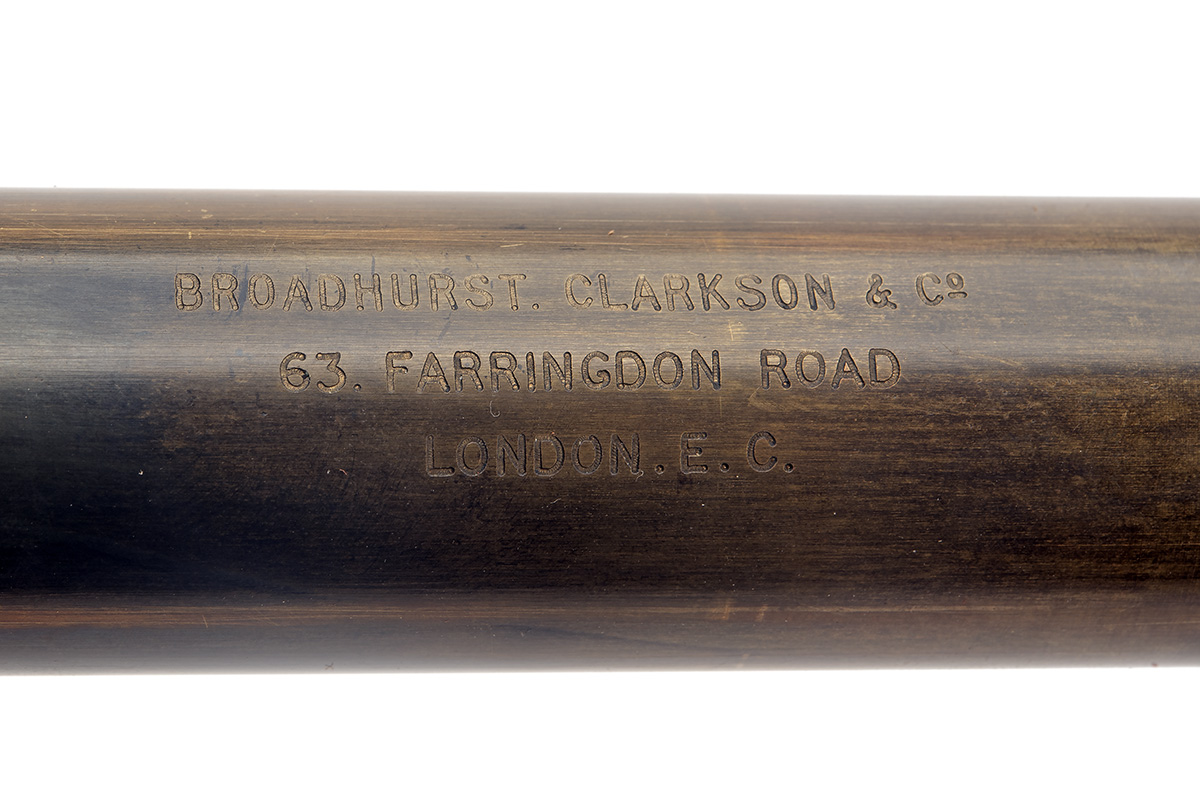 BROADHURST. CLARKSON & Cº
63. FARRINGDON ROAD
LONDON. E. C.